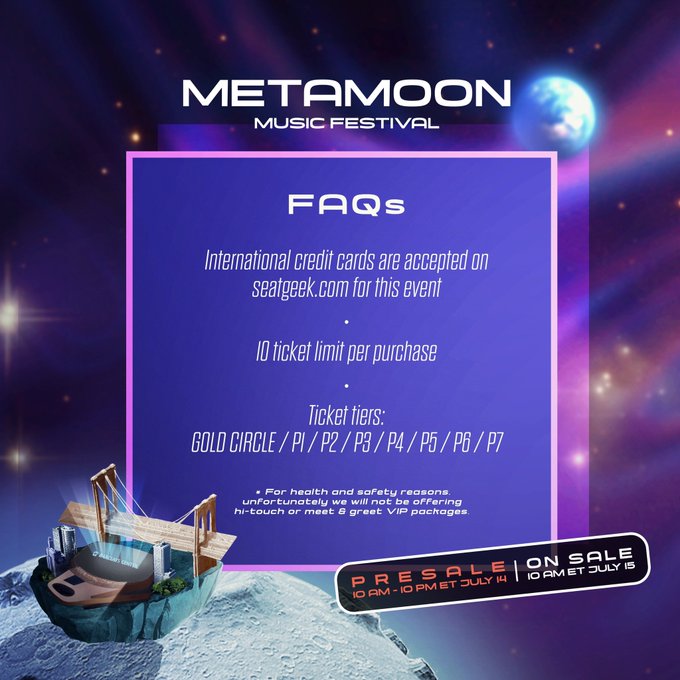 METAMOON
MUSIC FESTIVAL
FAQs
International credit cards are accepted on
seatgeek.com for this event
•
10 ticket limit per purchase
•
Ticket tiers:
GOLD CIRCLE / P1 / P2 / P3 / P4 / P5 / P6 / P7
* For health and safety reasons,
unfortunately we will not be offering
hi-touch or meet & greet VIP packages.
PRESALE
10 AM - 10 PM ET JULY 14
ON SALE
10 AM ET JULY 15
BARCLAYS CENTER